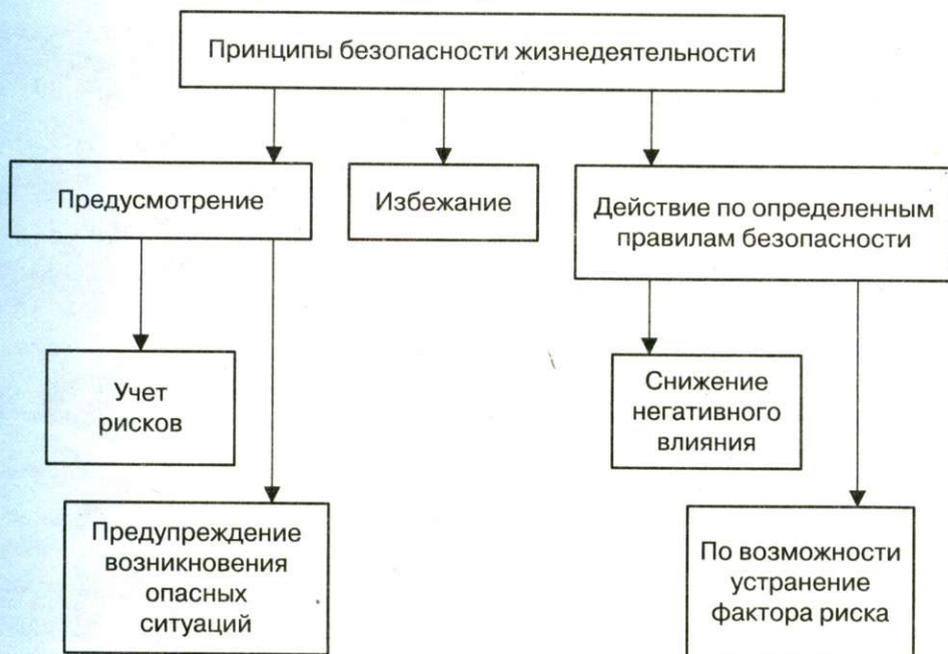 Принципы безопасности жизнедеятельности
Предусмотрение
Избежание
Действие по определенным
правилам безопасности
Учет
рисков
Снижение
негативного
влияния
Предупреждение
возникновения
опасных
ситуаций
По возможности
устранение
фактора риска